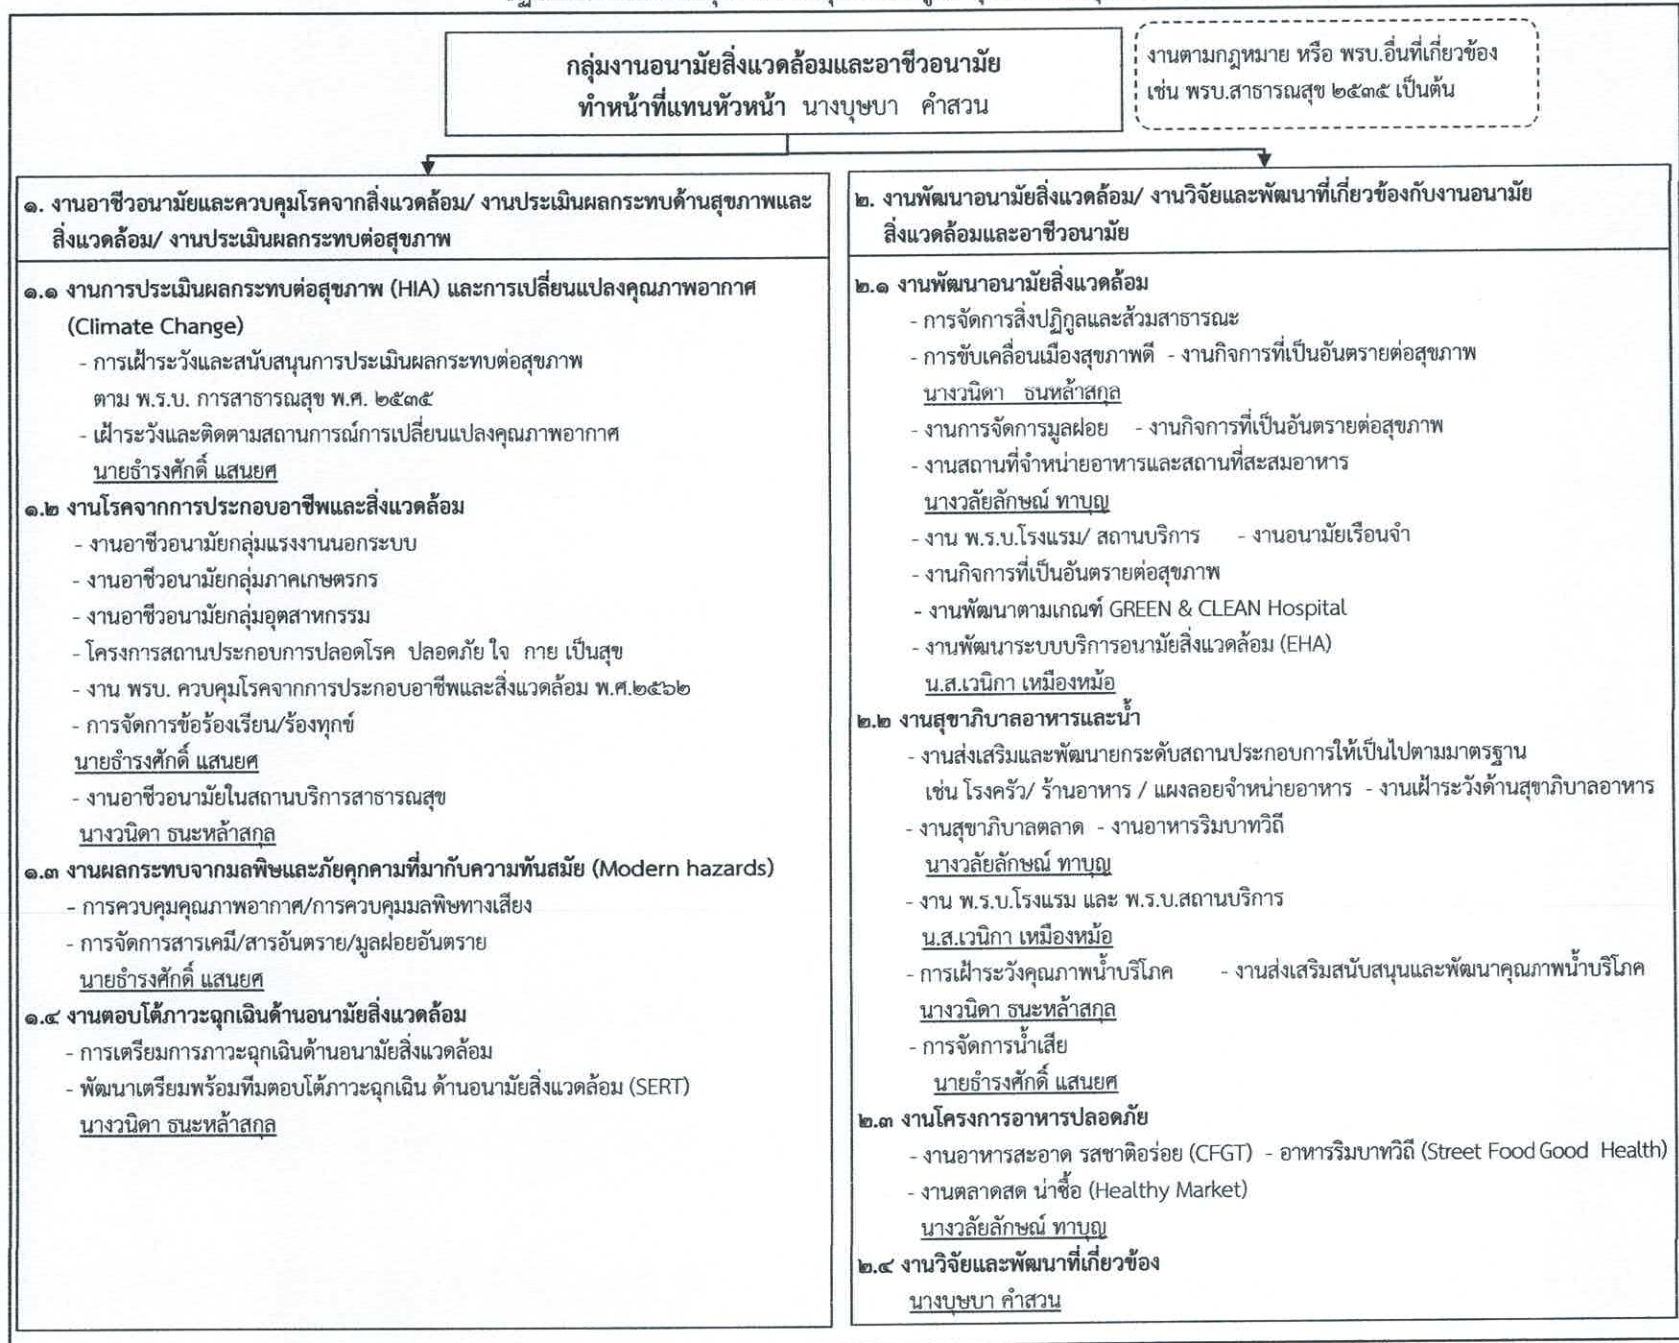 กลุ่มงานอนามัยสิ่งแวดล้อมและอาชีวอนามัย
ทำหน้าที่แทนหัวหน้า นางบุษบา คำสวน
งานตามกฎหมาย หรือ พรบ.อื่นที่เกี่ยวข้อง
เช่น พรบ.สาธารณสุข ๒๕๓๕ เป็นต้น
๑. งานอาชีวอนามัยและควบคุมโรคจากสิ่งแวดล้อม/ งานประเมินผลกระทบด้านสุขภาพและ
สิ่งแวดล้อม/ งานประเมินผลกระทบต่อสุขภาพ
๑.๑ งานการประเมินผลกระทบต่อสุขภาพ (HIA) และการเปลี่ยนแปลงคุณภาพอากาศ
(Climate Change)
- การเฝ้าระวังและสนับสนุนการประเมินผลกระทบต่อสุขภาพ
ตาม พ.ร.บ. การสาธารณสุข พ.ศ. ๒๕๓๕
- เฝ้าระวังและติดตามสถานการณ์การเปลี่ยนแปลงคุณภาพอากาศ
นายธำรงศักดิ์ แสนยศ
๑.๒ งานโรคจากการประกอบอาชีพและสิ่งแวดล้อม
- งานอาชีวอนามัยกลุ่มแรงงานนอกระบบ
- งานอาชีวอนามัยกลุ่มภาคเกษตรกร
- งานอาชีวอนามัยกลุ่มอุตสาหกรรม
- โครงการสถานประกอบการปลอดโรค ปลอดภัย ใจ กาย เป็นสุข
- งาน พรบ. ควบคุมโรคจากการประกอบอาชีพและสิ่งแวดล้อม พ.ศ.๒๕๖๒
- การจัดการข้อร้องเรียน/ร้องทุกข์
นายธำรงศักดิ์ แสนยศ
- งานอาชีวอนามัยในสถานบริการสาธารณสุข
นางวนิดา ธนะหล้าสกุล
๑.๓ งานผลกระทบจากมลพิษและภัยคุกคามที่มากับความทันสมัย (Modern hazards)
- การควบคุมคุณภาพอากาศ/การควบคุมมลพิษทางเสียง
- การจัดการสารเคมี/สารอันตราย/มูลฝอยอันตราย
นายธำรงศักดิ์ แสนยศ
๑.๔ งานตอบโต้ภาวะฉุกเฉินด้านอนามัยสิ่งแวดล้อม
- การเตรียมการภาวะฉุกเฉินด้านอนามัยสิ่งแวดล้อม
- พัฒนาเตรียมพร้อมทีมตอบโต้ภาวะฉุกเฉิน ด้านอนามัยสิ่งแวดล้อม (SERT)
นางวนิดา ธนะหล้าสกุล
๒. งานพัฒนาอนามัยสิ่งแวดล้อม/ งานวิจัยและพัฒนาที่เกี่ยวข้องกับงานอนามัย
สิ่งแวดล้อมและอาชีวอนามัย
๒.๑ งานพัฒนาอนามัยสิ่งแวดล้อม
- การจัดการสิ่งปฏิกูลและส้วมสาธารณะ
- การขับเคลื่อนเมืองสุขภาพดี - งานกิจการที่เป็นอันตรายต่อสุขภาพ
นางวนิดา ธนหล้าสกุล
- งานการจัดการมูลฝอย - งานกิจการที่เป็นอันตรายต่อสุขภาพ
- งานสถานที่จำหน่ายอาหารและสถานที่สะสมอาหาร
นางวลัยลักษณ์ ทาบุญ
- งาน พ.ร.บ.โรงแรม/ สถานบริการ - งานอนามัยเรือนจำ
- งานกิจการที่เป็นอันตรายต่อสุขภาพ
- งานพัฒนาตามเกณฑ์ GREEN & CLEAN Hospital
- งานพัฒนาระบบบริการอนามัยสิ่งแวดล้อม (EHA)
น.ส.เวนิกา เหมืองหม้อ
๒.๒ งานสุขาภิบาลอาหารและน้ำ
- งานส่งเสริมและพัฒนายกระดับสถานประกอบการให้เป็นไปตามมาตรฐาน
เช่น โรงครัว/ ร้านอาหาร / แผงลอยจำหน่ายอาหาร - งานเฝ้าระวังด้านสุขาภิบาลอาหาร
- งานสุขาภิบาลตลาด - งานอาหารริมบาทวิถี
นางวลัยลักษณ์ ทาบุญ
- งาน พ.ร.บ.โรงแรม และ พ.ร.บ.สถานบริการ
น.ส.เวนิกา เหมืองหม้อ
- การเฝ้าระวังคุณภาพน้ำบริโภค - งานส่งเสริมสนับสนุนและพัฒนาคุณภาพน้ำบริโภค
นางวนิดา ธนะหล้าสกุล
- การจัดการน้ำเสีย
นายธำรงศักดิ์ แสนยศ
๒.๓ งานโครงการอาหารปลอดภัย
- งานอาหารสะอาด รสชาติอร่อย (CFGT) - อาหารริมบาทวิถี (Street Food Good Health)
- งานตลาดสด น่าซื้อ (Healthy Market)
นางวลัยลักษณ์ ทาบุญ
๒.๔ งานวิจัยและพัฒนาที่เกี่ยวข้อง
นางบุษบา คำสวน